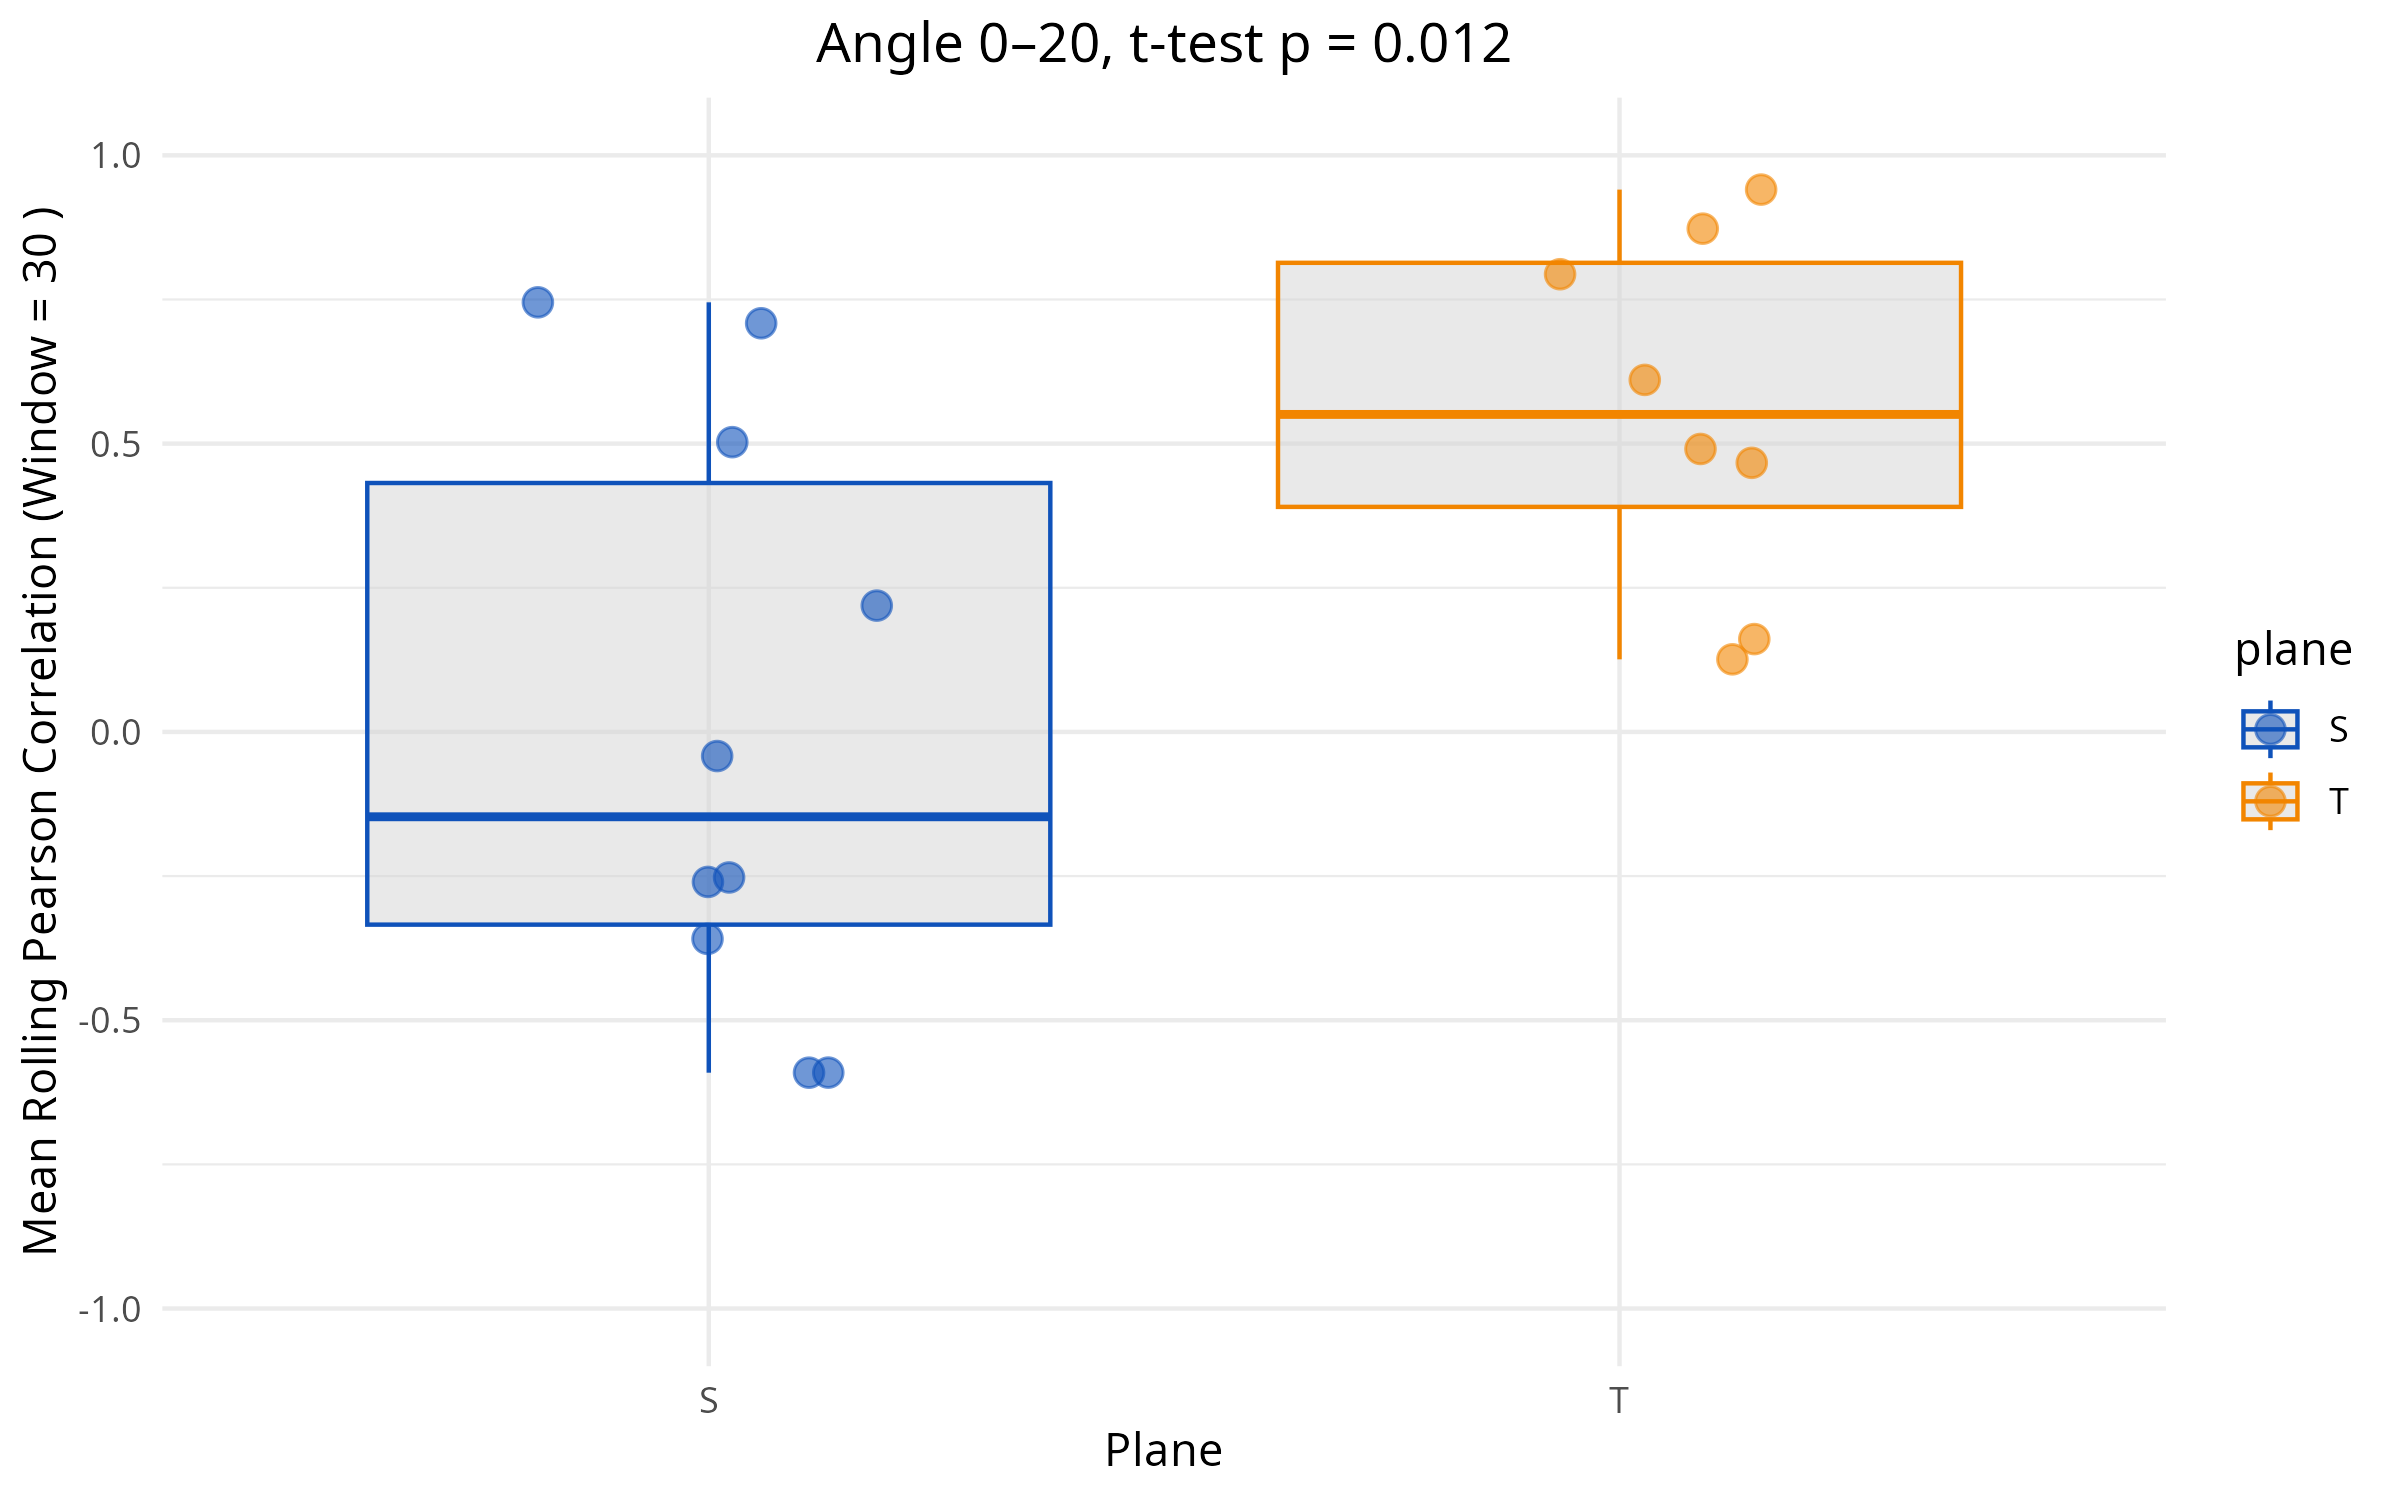 Angle 0–20, t-test p = 0.012
Mean Rolling Pearson Correlation (Window = 30 )
1.0
0.5
0.0
-0.5
-1.0
S
T
Plane
plane
S
T